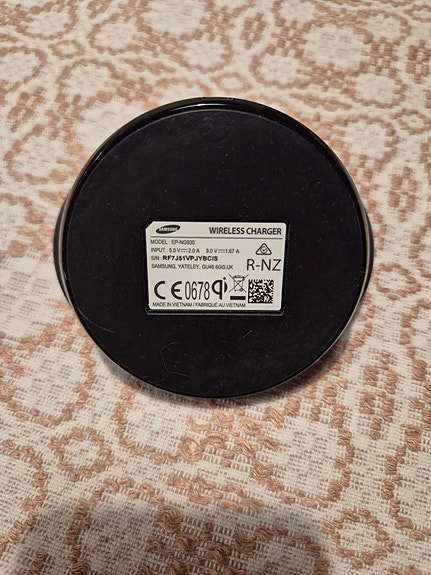 SAMSUNG
WIRELESS CHARGER
MODEL : EP-NG930
INPUT : 5.0 V⎓2.0 A 9.0 V⎓1.67 A
S/N : RF7J51VPJYBCIS
SAMSUNG, YATELEY, GU46 6GG.UK
R-NZ
CE 0678 qi
MADE IN VIETNAM / FABRIQUÉ AU VIETNAM